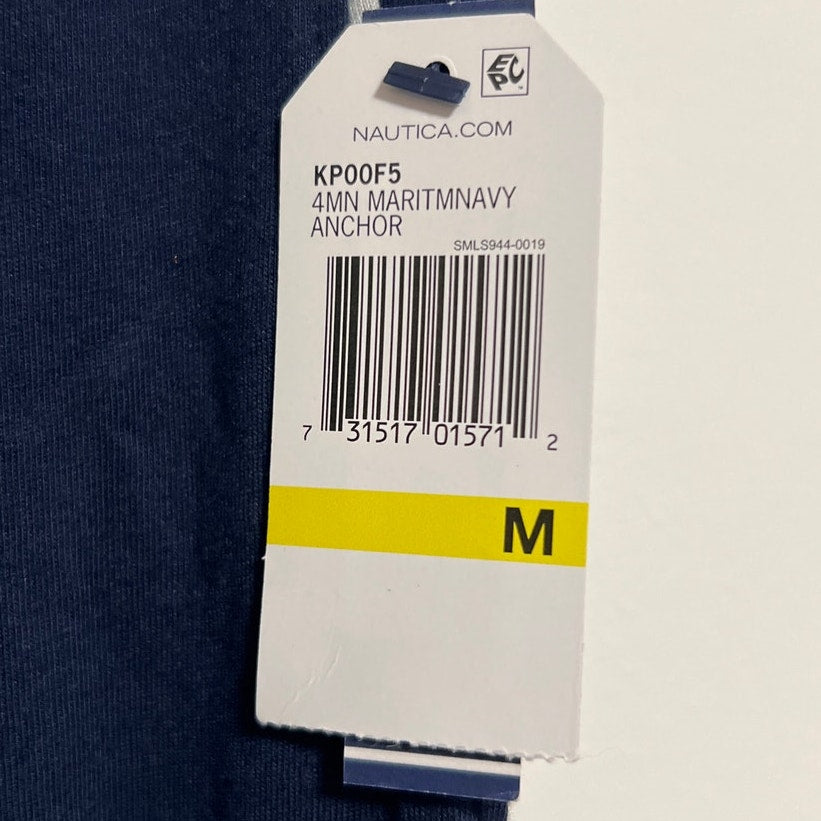 EPC
NAUTICA.COM
KP00F5
4MN MARITMNAVY
ANCHOR
SMLS944-0019
7 31517 01571 2
M